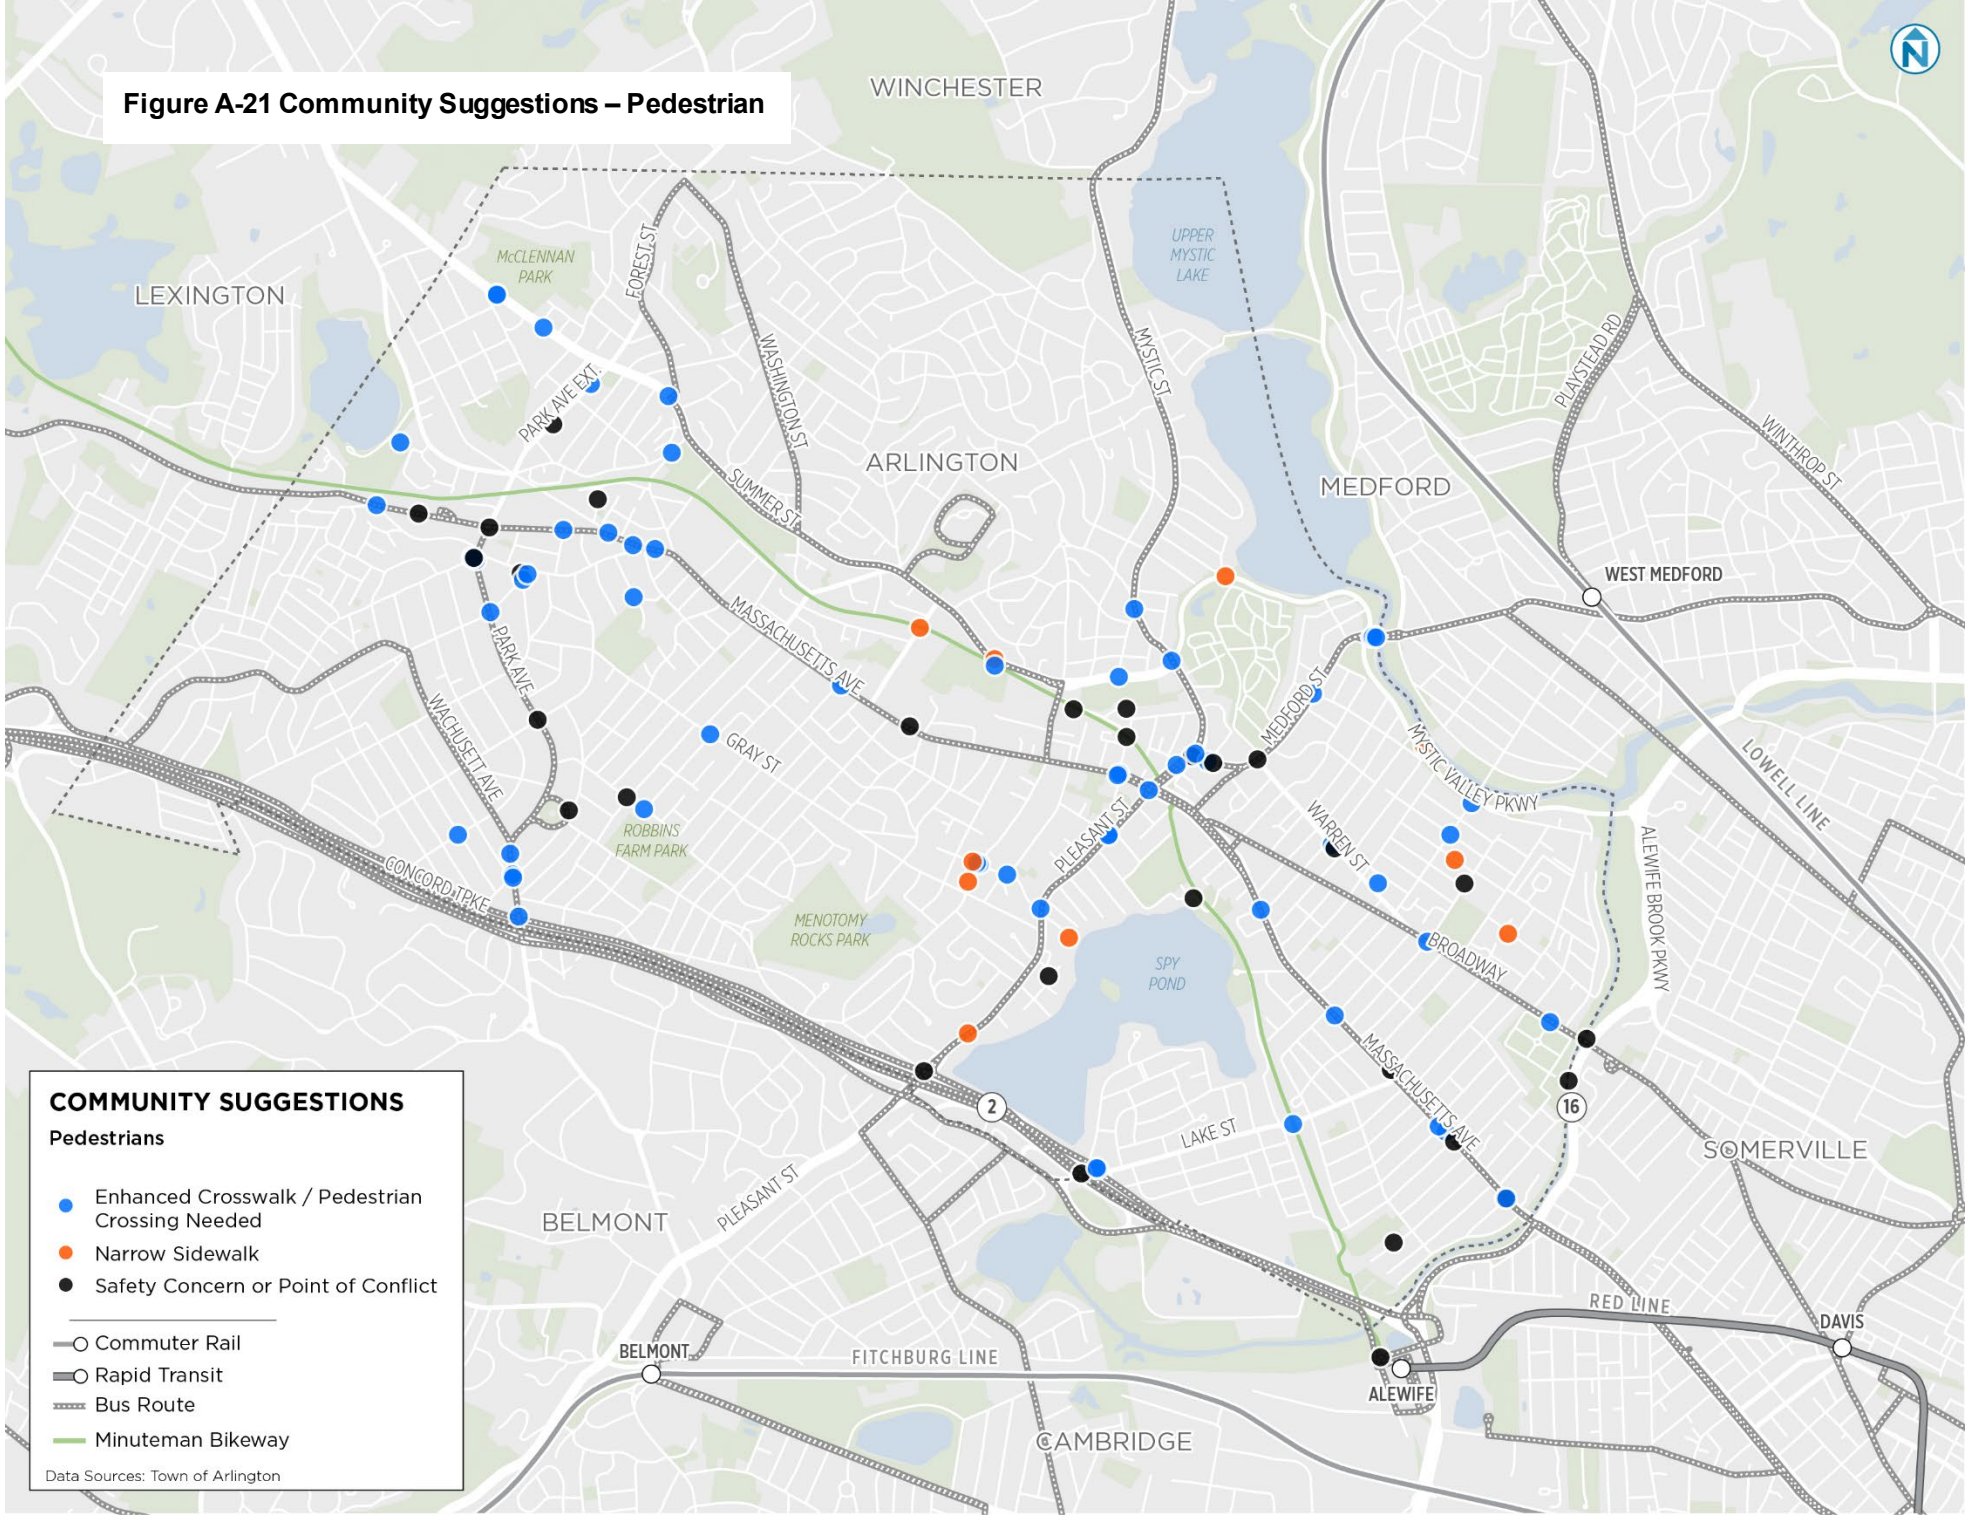 Figure A-21 Community Suggestions – Pedestrian
N
WINCHESTER
UPPER
MYSTIC
LAKE
McCLENNAN
PARK
LEXINGTON
FOREST ST
WASHINGTON ST
MYSTIC ST
PLAYSTEAD RD
WINTHROP ST
PARK AVE EXT.
ARLINGTON
MEDFORD
SUMMER ST
WEST MEDFORD
MASSACHUSETTS AVE
PARK AVE
WACHUSETT AVE
GRAY ST
MEDFORD ST
MYSTIC VALLEY PKWY
LOWELL LINE
WARREN ST
PLEASANT ST
ROBBINS
FARM PARK
ALEWIFE BROOK PKWY
CONCORD TPKE
MENOTOMY
ROCKS PARK
BROADWAY
SPY
POND
MASSACHUSETTS AVE
2
16
LAKE ST
SOMERVILLE
PLEASANT ST
BELMONT
RED LINE
DAVIS
BELMONT
FITCHBURG LINE
ALEWIFE
CAMBRIDGE
COMMUNITY SUGGESTIONS
Pedestrians
Enhanced Crosswalk / Pedestrian
Crossing Needed
Narrow Sidewalk
Safety Concern or Point of Conflict
Commuter Rail
Rapid Transit
Bus Route
Minuteman Bikeway
Data Sources: Town of Arlington